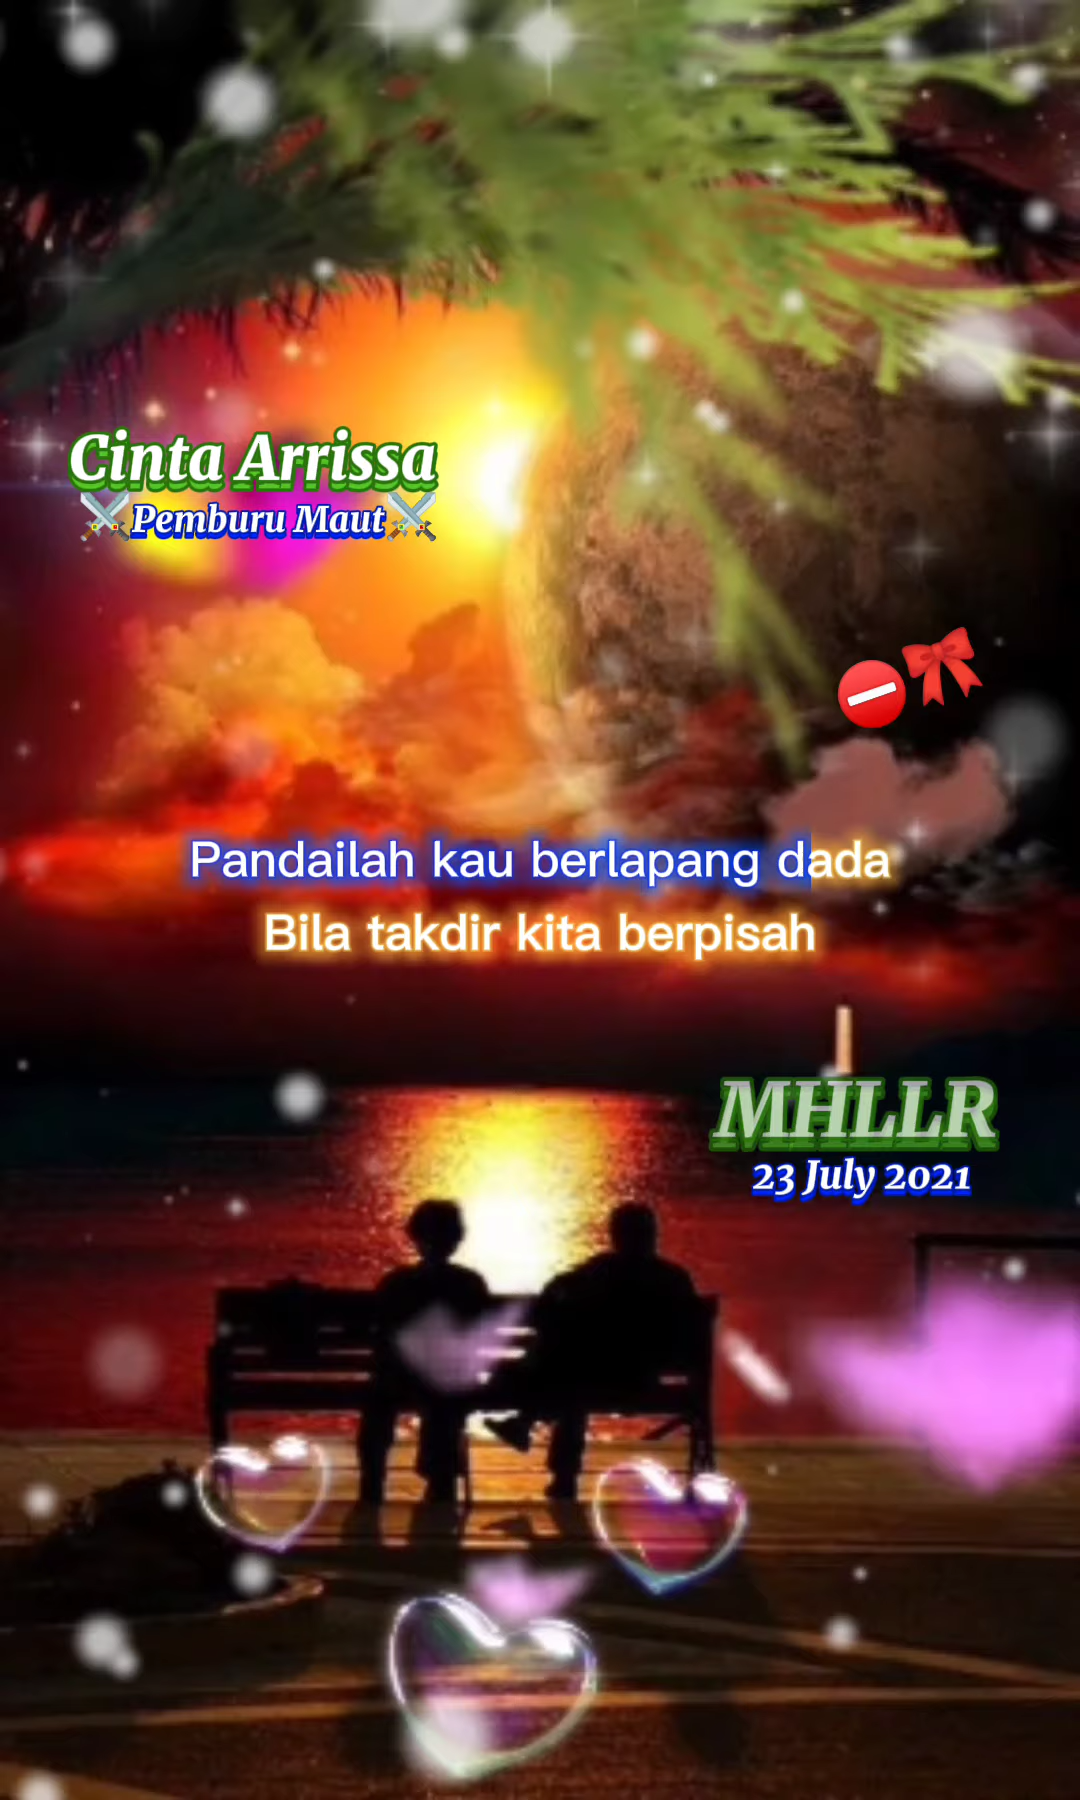 Cinta Arrissa
⚔️Pemburu Maut⚔️
Pandailah kau berlapang dada
Bila takdir kita berpisah
MHLLR
23 July 2021